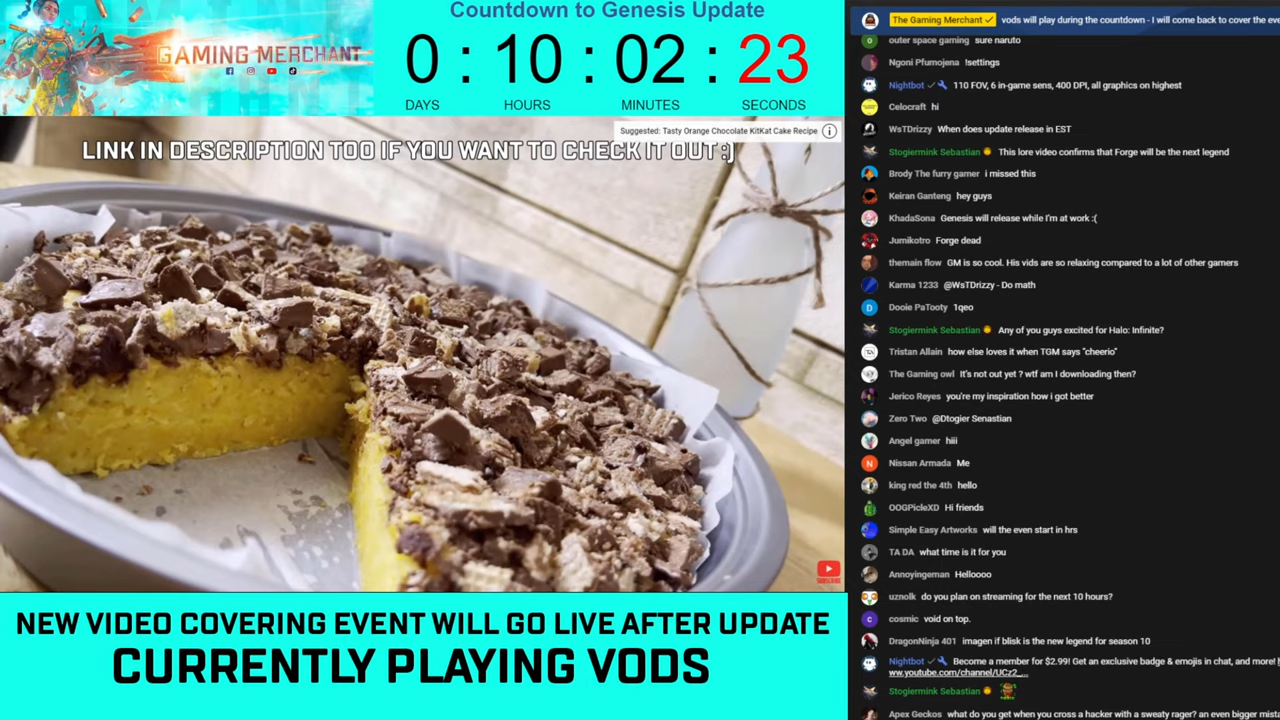 GAMING MERCHANT
Countdown to Genesis Update
0 : 10 : 02 : 23
DAYS HOURS MINUTES SECONDS
Suggested: Tasty Orange Chocolate KitKat Cake Recipe
LINK IN DESCRIPTION TOO IF YOU WANT TO CHECK IT OUT :)
SUBSCRIBE
NEW VIDEO COVERING EVENT WILL GO LIVE AFTER UPDATE
CURRENTLY PLAYING VODS
The Gaming Merchant vods will play during the countdown - I will come back to cover the eve
outer space gaming sure naruto
Ngoni Pfumojena !settings
Nightbot 110 FOV, 6 in-game sens, 400 DPI, all graphics on highest
Celocraft hi
WsTDrizzy When does update release in EST
Stogiermink Sebastian This lore video confirms that Forge will be the next legend
Brody The furry gamer i missed this
Keiran Ganteng hey guys
KhadaSona Genesis will release while I'm at work :(
Jumikotro Forge dead
themain flow GM is so cool. His vids are so relaxing compared to a lot of other gamers
Karma 1233 @WsTDrizzy - Do math
D Dooie PaTooty 1qeo
Stogiermink Sebastian Any of you guys excited for Halo: Infinite?
Tristan Allain how else loves it when TGM says "cheerio"
The Gaming owl It's not out yet ? wtf am I downloading then?
Jerico Reyes you're my inspiration how i got better
Zero Two @Dtogier Senastian
Angel gamer hiii
N Nissan Armada Me
king red the 4th hello
OOGPicleXD Hi friends
Simple Easy Artworks will the even start in hrs
TA DA what time is it for you
Annoyingeman Helloooo
uznolk do you plan on streaming for the next 10 hours?
c cosmic void on top.
DragonNinja 401 imagen if blisk is the new legend for season 10
Nightbot Become a member for $2.99! Get an exclusive badge & emojis in chat, and more!
ww.youtube.com/channel/UCz2_...
Stogiermink Sebastian
Apex Geckos what do you get when you cross a hacker with a sweaty rager? an even bigger mista